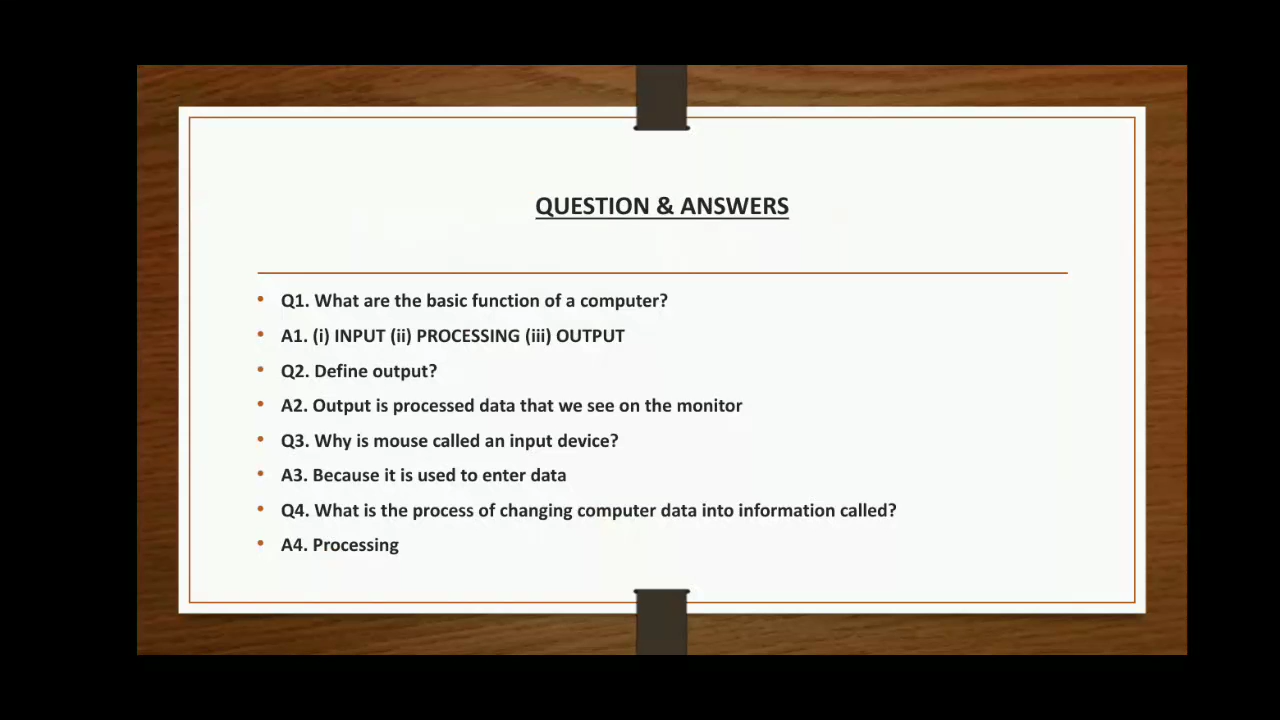 QUESTION & ANSWERS
Q1. What are the basic function of a computer?
A1. (i) INPUT (ii) PROCESSING (iii) OUTPUT
Q2. Define output?
A2. Output is processed data that we see on the monitor
Q3. Why is mouse called an input device?
A3. Because it is used to enter data
Q4. What is the process of changing computer data into information called?
A4. Processing